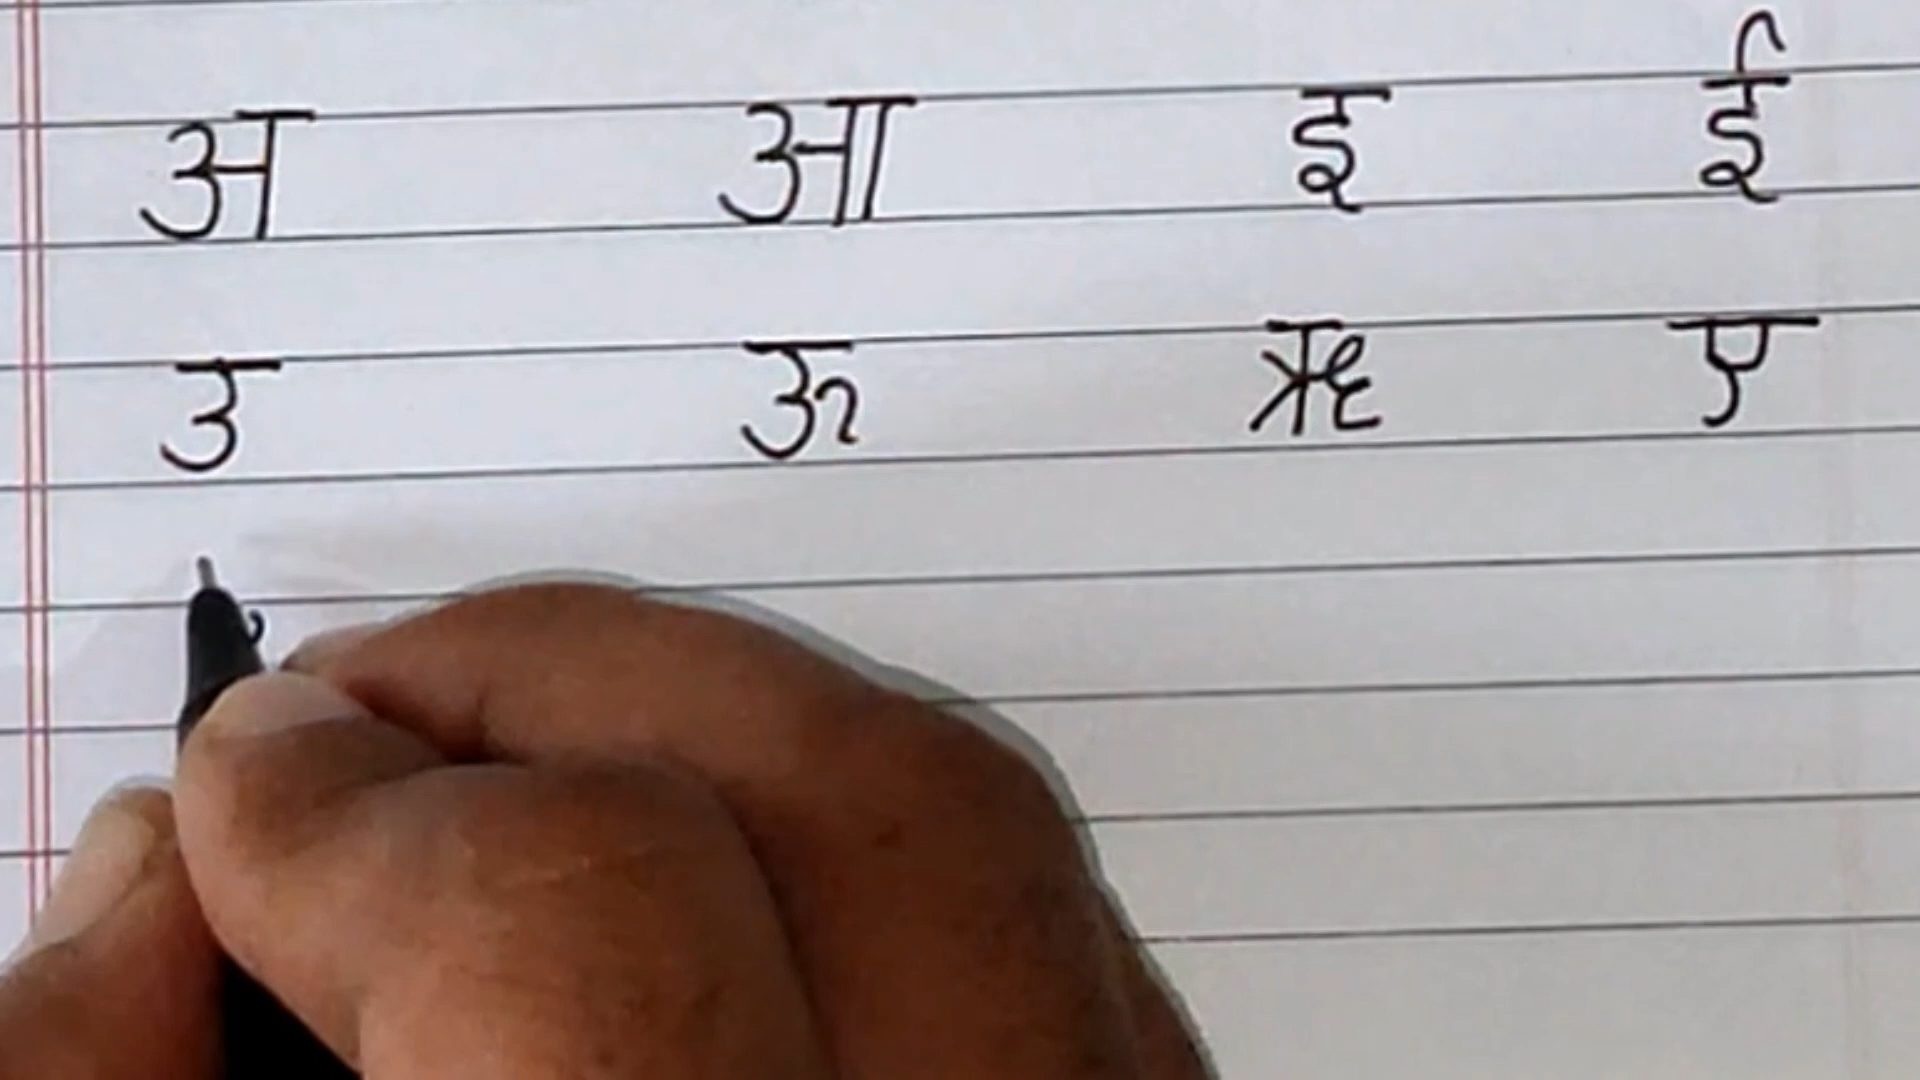 अ आ इ ई
उ ऊ ऋ ए